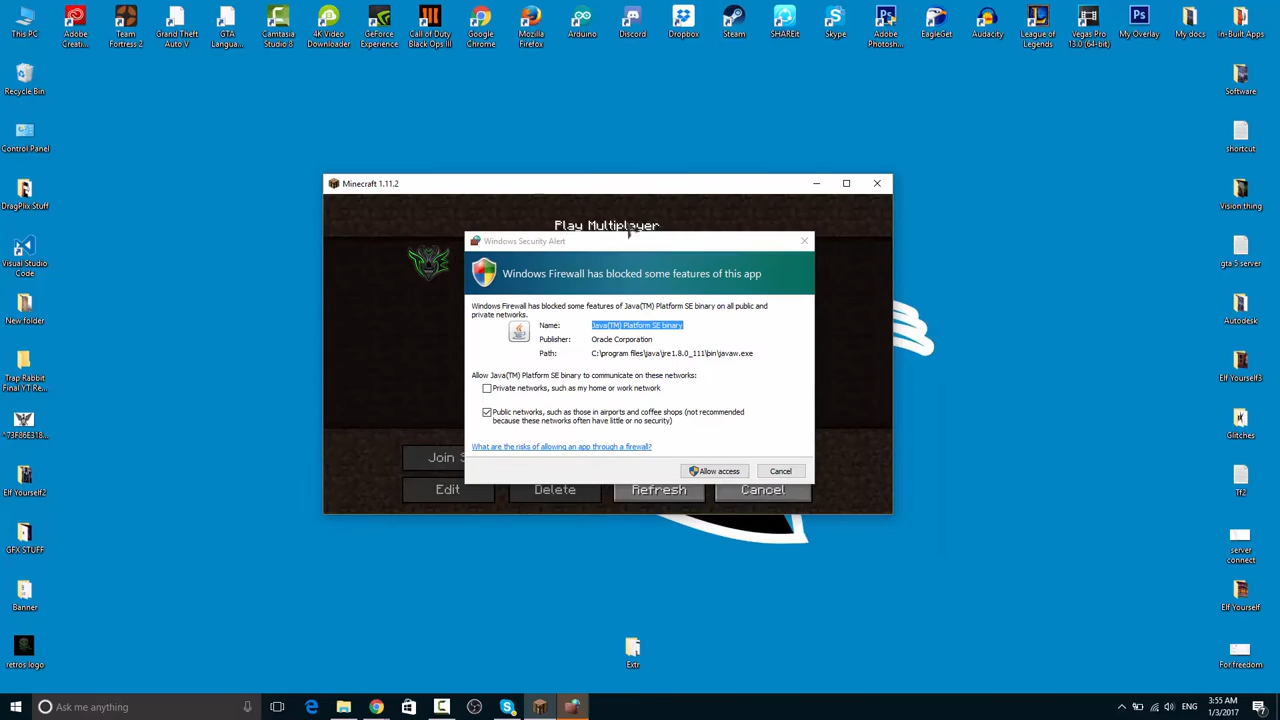 This PC
Adobe Creati...
Team Fortress 2
Grand Theft Auto V
GTA Langua...
Camtasia Studio 8
4K Video Downloader
GeForce Experience
Call of Duty Black Ops III
Google Chrome
Mozilla Firefox
Arduino
Discord
Dropbox
Steam
SHAREit
Skype
Adobe Photosh...
EagleGet
Audacity
League of Legends
Vegas Pro 13.0 (64-bit)
My Overlay
My docs
In-Built Apps
Recycle Bin
Software
Control Panel
shortcut
DragPlix Stuff
Vision thing
Visual Studio Code
gta 5 server
New folder
Autodesk
Trap Rabbit Final YT Re...
Elf Yourself3
^73F86E318...
Glitches
Elf Yourself2
Tf2
GFX STUFF
server connect
Banner
Elf Yourself
retros logo
Extr
For freedom
Minecraft 1.11.2
Play Multiplayer
Windows Security Alert
Windows Firewall has blocked some features of this app
Windows Firewall has blocked some features of Java(TM) Platform SE binary on all public and
private networks.
Name: Java(TM) Platform SE binary
Publisher: Oracle Corporation
Path: C:\program files\java\jre1.8.0_111\bin\javaw.exe
Allow Java(TM) Platform SE binary to communicate on these networks:
Private networks, such as my home or work network
Public networks, such as those in airports and coffee shops (not recommended
because these networks often have little or no security)
What are the risks of allowing an app through a firewall?
Allow access
Cancel
Join S
Edit
Delete
Refresh
Cancel
Ask me anything
ENG
3:55 AM
1/3/2017